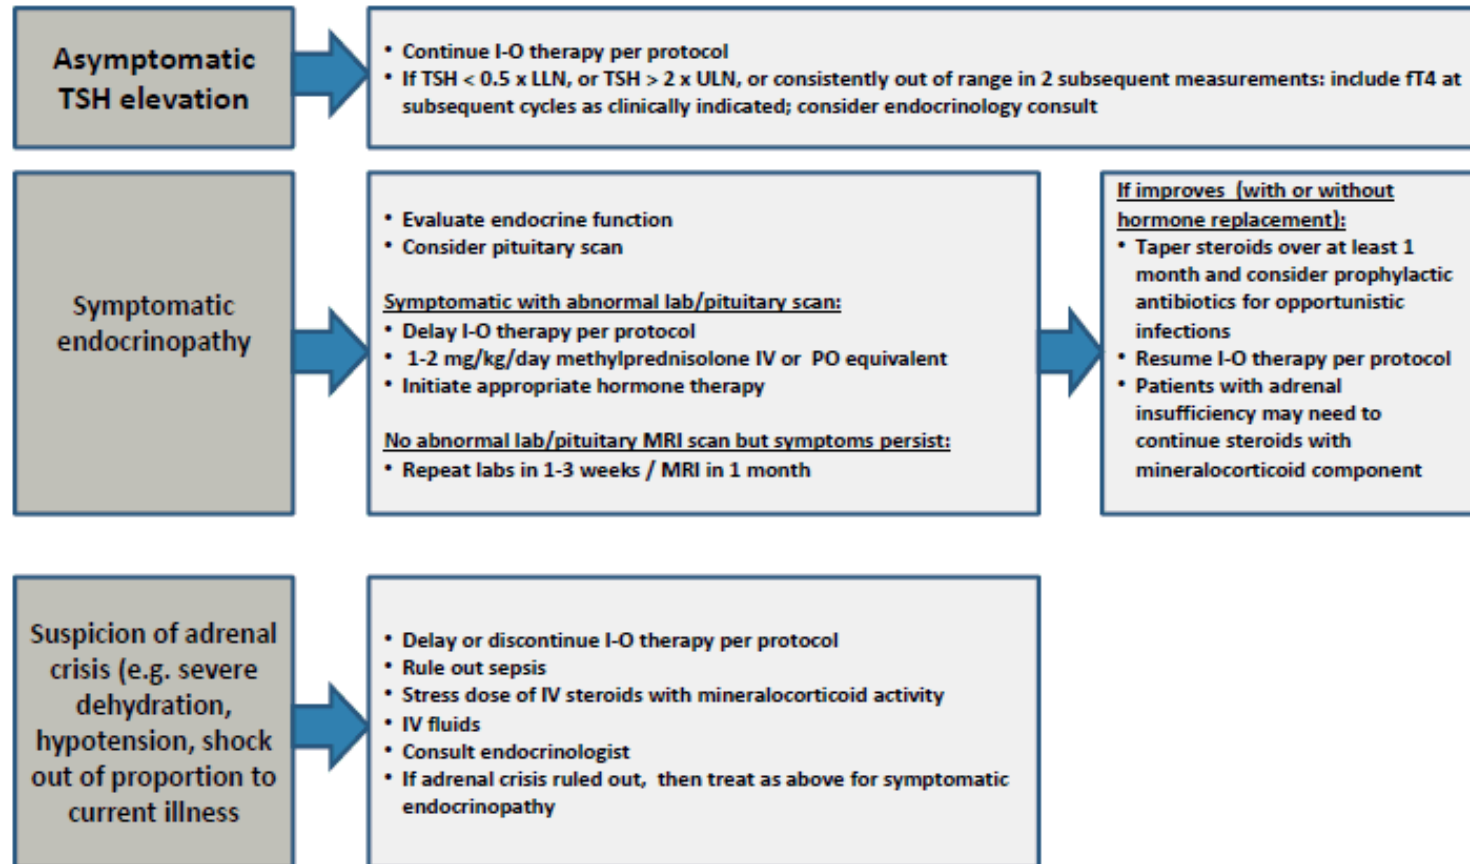 Asymptomatic
TSH elevation
• Continue I-O therapy per protocol
• If TSH < 0.5 x LLN, or TSH > 2 x ULN, or consistently out of range in 2 subsequent measurements: include fT4 at
• subsequent cycles as clinically indicated; consider endocrinology consult
Symptomatic
endocrinopathy
• Evaluate endocrine function
• Consider pituitary scan
Symptomatic with abnormal lab/pituitary scan:
• Delay I-O therapy per protocol
• 1-2 mg/kg/day methylprednisolone IV or PO equivalent
• Initiate appropriate hormone therapy
No abnormal lab/pituitary MRI scan but symptoms persist:
• Repeat labs in 1-3 weeks / MRI in 1 month
If improves (with or without
hormone replacement):
• Taper steroids over at least 1
month and consider prophylactic
antibiotics for opportunistic
infections
• Resume I-O therapy per protocol
• Patients with adrenal
insufficiency may need to
continue steroids with
mineralocorticoid component
Suspicion of adrenal
crisis (e.g. severe
dehydration,
hypotension, shock
out of proportion to
current illness
• Delay or discontinue I-O therapy per protocol
• Rule out sepsis
• Stress dose of IV steroids with mineralocorticoid activity
• IV fluids
• Consult endocrinologist
• If adrenal crisis ruled out, then treat as above for symptomatic
endocrinopathy